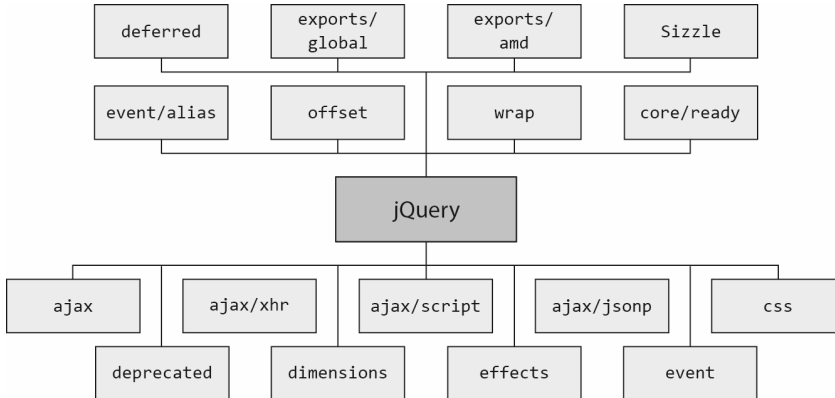 deferred
exports/
global
exports/
amd
Sizzle
event/alias
offset
wrap
core/ready
jQuery
ajax
ajax/xhr
ajax/script
ajax/jsonp
css
deprecated
dimensions
effects
event